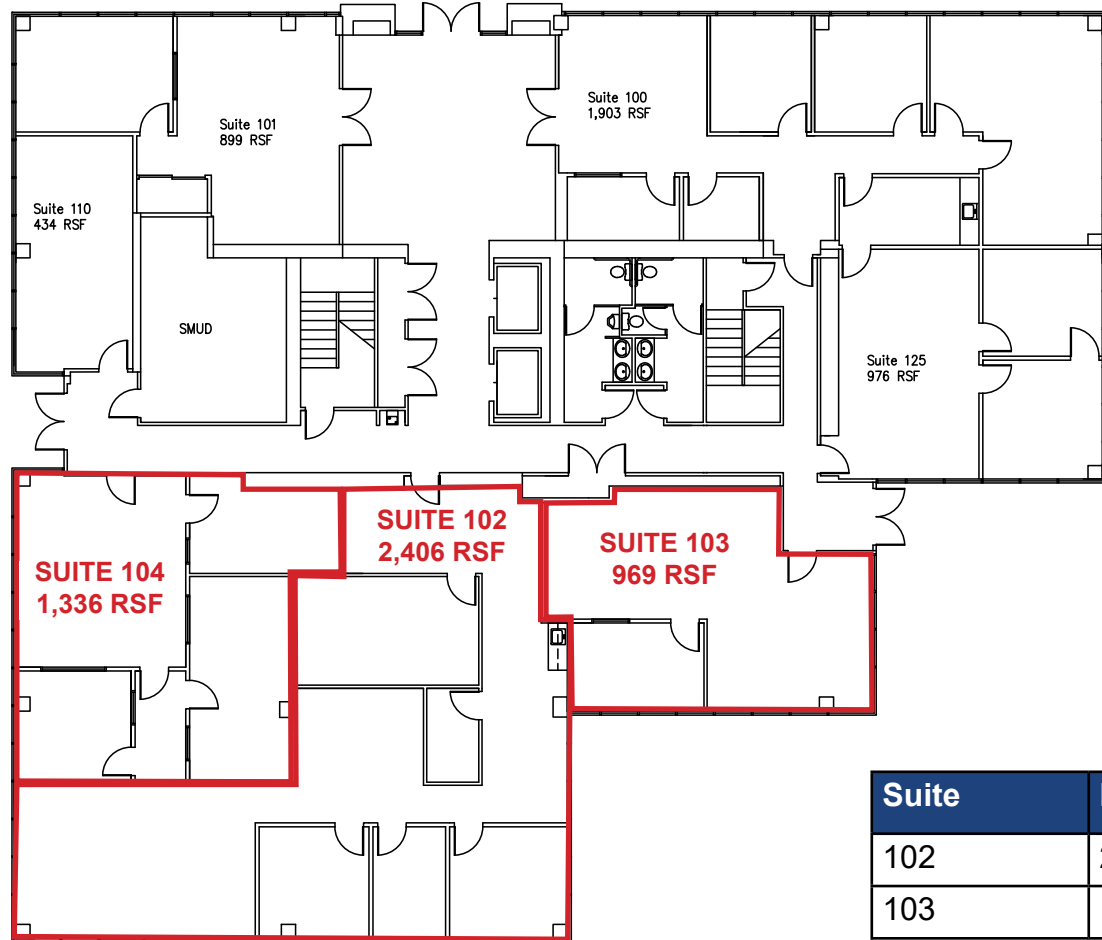 Suite 101
899 RSF
Suite 100
1,903 RSF
Suite 110
434 RSF
SMUD
Suite 125
976 RSF
SUITE 102
2,406 RSF
SUITE 103
969 RSF
SUITE 104
1,336 RSF
Suite
102
103